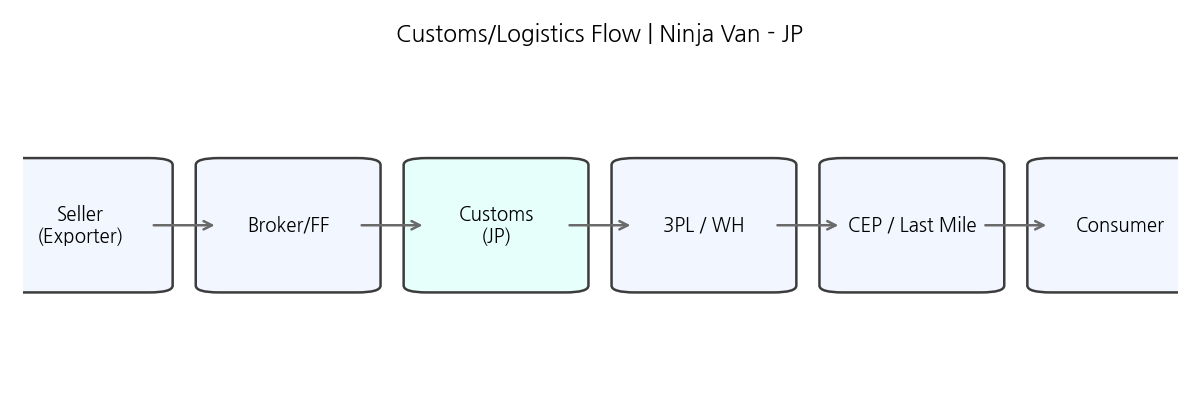 Customs/Logistics Flow | Ninja Van - JP
Seller
(Exporter)
Broker/FF
Customs
(JP)
3PL / WH
CEP / Last Mile
Consumer